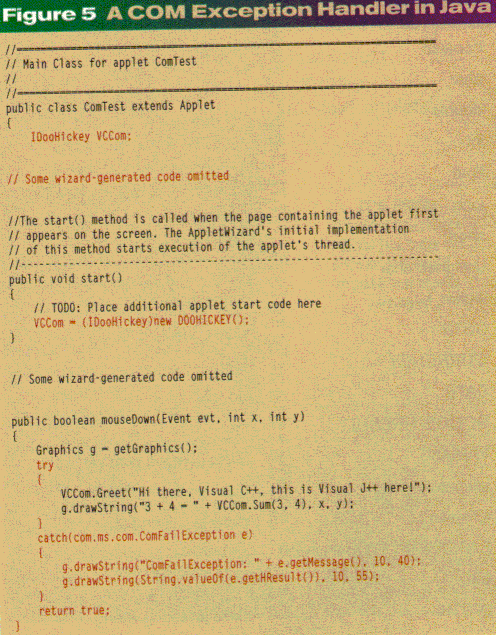 Figure 5 A COM Exception Handler in Java
//==================================================
// Main Class for applet ComTest
//
//==================================================
public class ComTest extends Applet
{
    IDooHickey VCCom;
// Some wizard-generated code omitted
//The start() method is called when the page containing the applet first
// appears on the screen. The AppletWizard's initial implementation
// of this method starts execution of the applet's thread.
//--------------------------------------------------
public void start()
{
    // TODO: Place additional applet start code here
    VCCom = (IDooHickey)new DOOHICKEY();
}
// Some wizard-generated code omitted
public boolean mouseDown(Event evt, int x, int y)
{
    Graphics g = getGraphics();
    try
    {
        VCCom.Greet("Hi there, Visual C++, this is Visual J++ here!");
        g.drawString("3 + 4 = " + VCCom.Sum(3, 4), x, y);
    }
    catch(com.ms.com.ComFailException e)
    {
        g.drawString("ComFailException: " + e.getMessage(), 10, 40);
        g.drawString(String.valueOf(e.getHResult()), 10, 55);
    }
    return true;
}